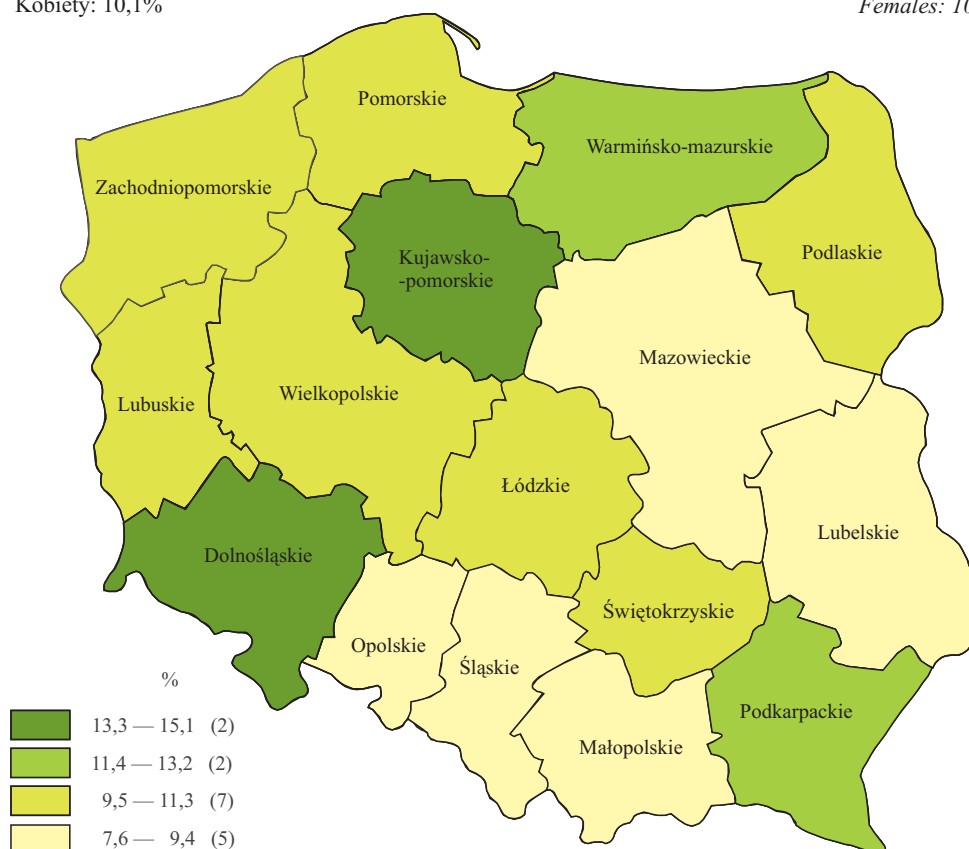 Kobiety: 10,1%
Females: 10
Pomorskie
Warmińsko-mazurskie
Zachodniopomorskie
Podlaskie
Kujawsko-
-pomorskie
Mazowieckie
Wielkopolskie
Lubuskie
Łódzkie
Lubelskie
Dolnośląskie
Świętokrzyskie
Opolskie
Śląskie
Podkarpackie
Małopolskie
%
13,3 — 15,1 (2)
11,4 — 13,2 (2)
9,5 — 11,3 (7)
7,6 — 9,4 (5)